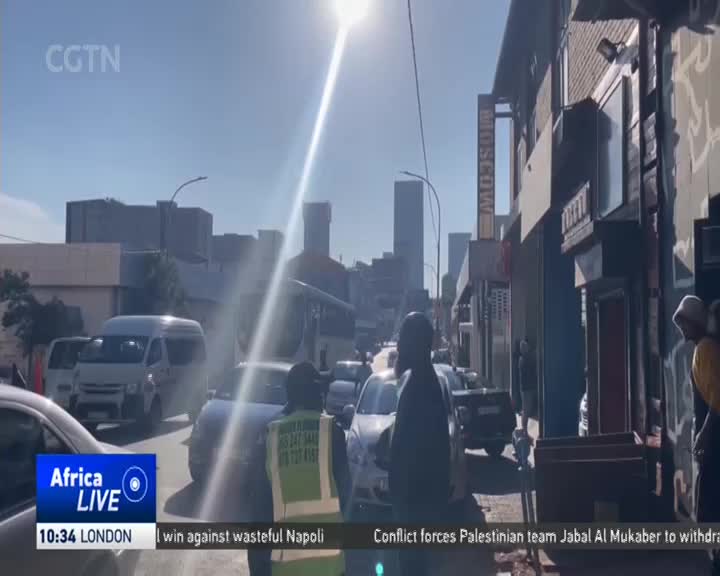 CGTN
MOSCOW
Africa
LIVE
10:34 LONDON
l win against wasteful Napoli
Conflict forces Palestinian team Jabal Al Mukaber to withdra